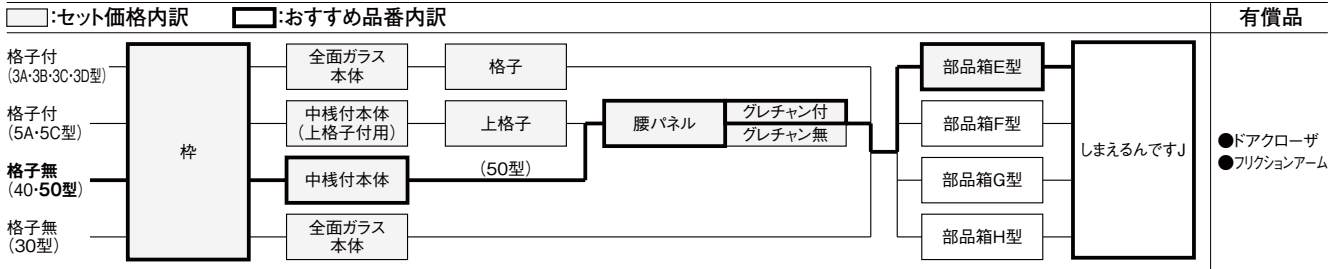 :セット価格内訳 :おすすめ品番内訳 有償品
格子付
(3A・3B・3C・3D型)
格子付
(5A・5C型)
格子無
(40・50型)
格子無
(30型)
枠
全面ガラス
本体
中桟付本体
(上格子付用)
中桟付本体
全面ガラス
本体
格子
上格子
(50型)
腰パネル
グレチャン付
グレチャン無
部品箱E型
部品箱F型
部品箱G型
部品箱H型
しまえるんですJ
●ドアクローザ
●フリクションアーム